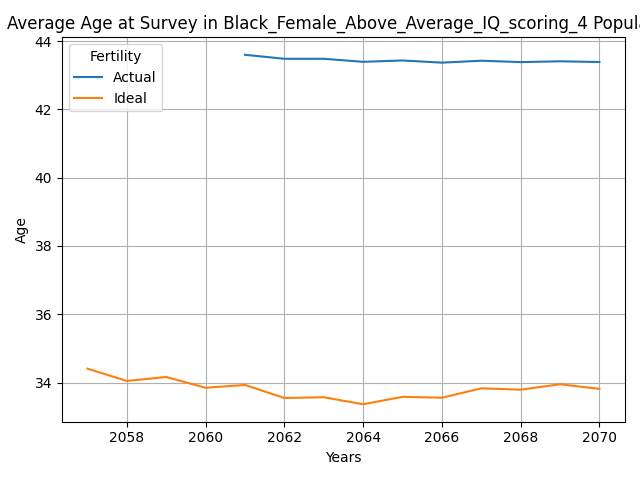 Average Age at Survey in Black_Female_Above_Average_IQ_scoring_4 Popul
Fertility
Actual
Ideal
44
42
40
38
36
34
Age
2058 2060 2062 2064 2066 2068 2070
Years